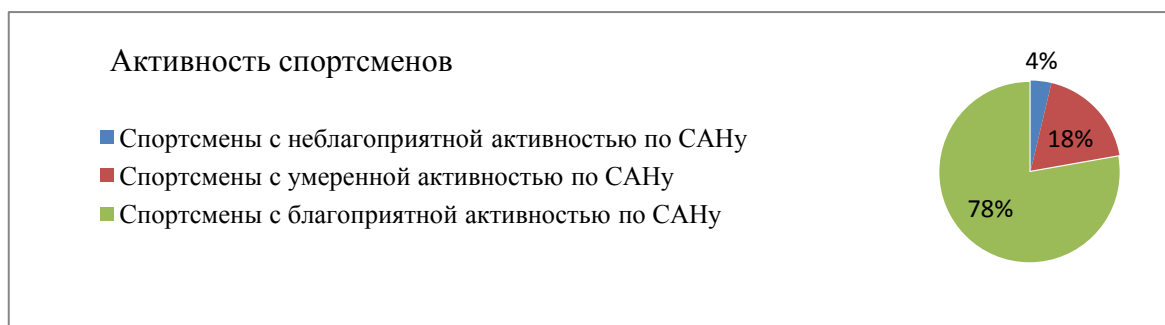 Активность спортсменов
4%
Спортсмены с неблагоприятной активностью по САНу
18%
Спортсмены с умеренной активностью по САНу
Спортсмены с благоприятной активностью по САНу
78%